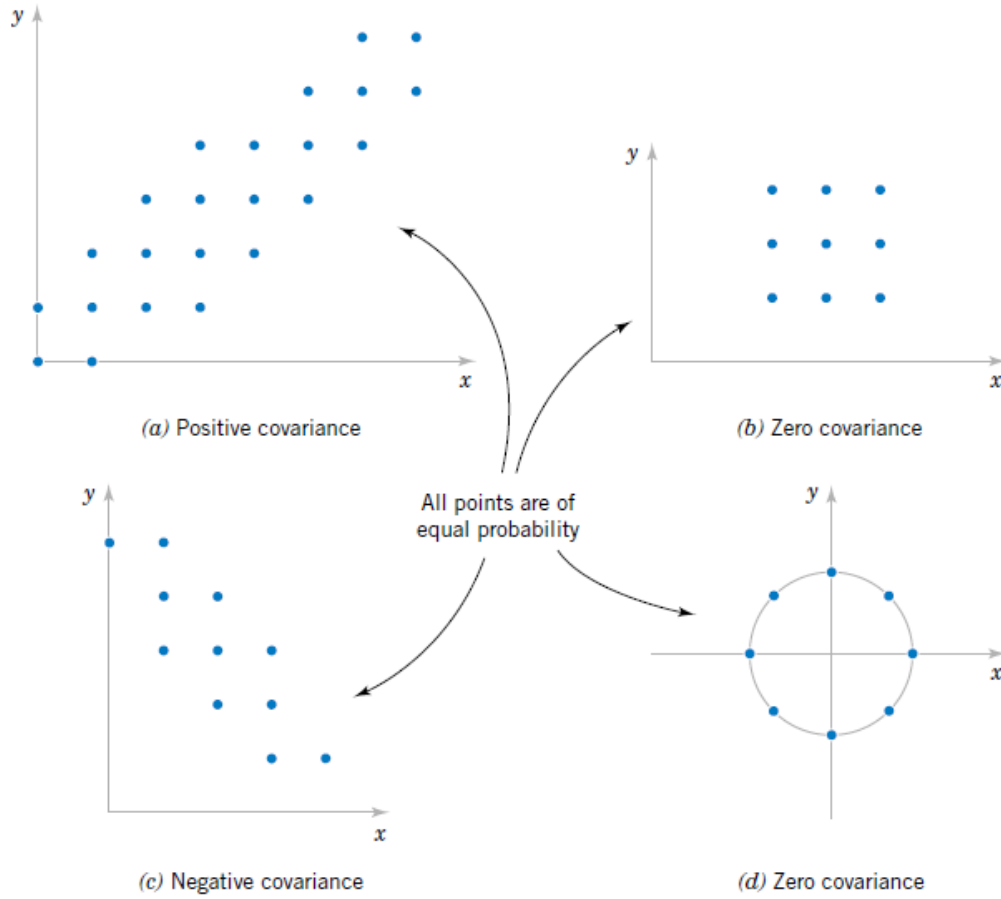 y
x
(a) Positive covariance
y
x
(b) Zero covariance
All points are of
equal probability
y
x
(c) Negative covariance
y
x
(d) Zero covariance